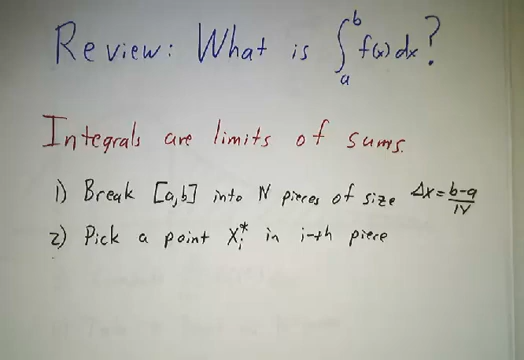 Review: What is ∫_a^b f(x)dx?
Integrals are limits of sums.
1) Break [a,b] into N pieces of size Δx = (b-a)/N
2) Pick a point X_i^* in i-th piece